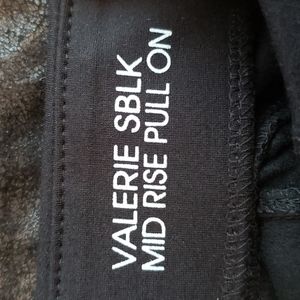 VALERIE SBLK
MID RISE PULL ON